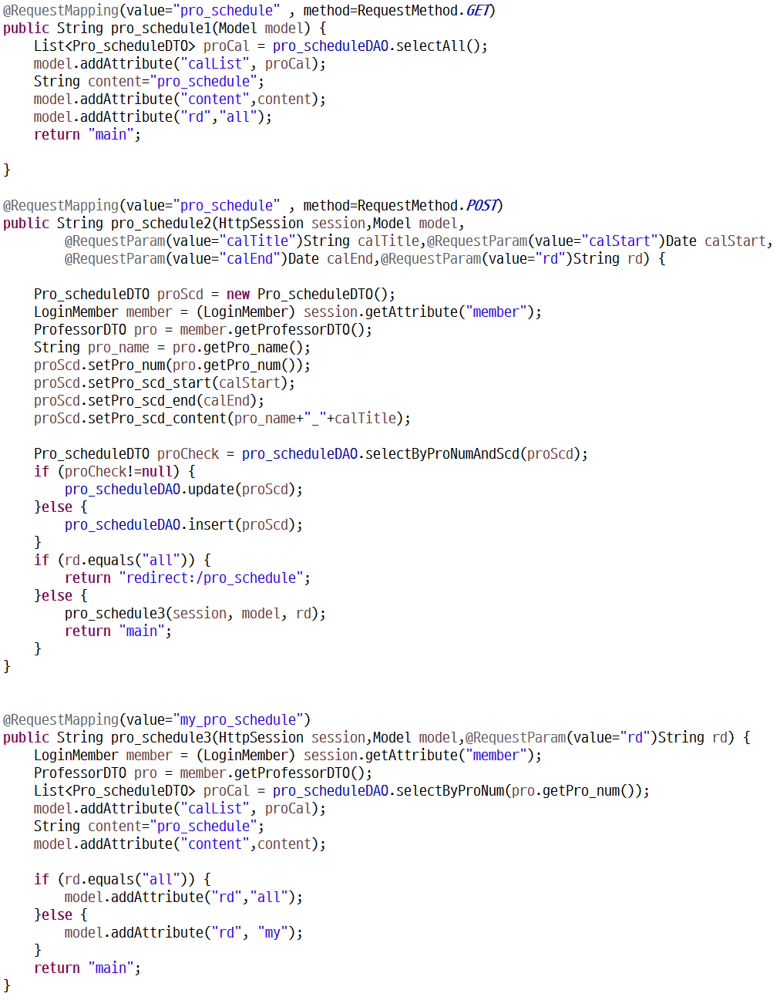 @RequestMapping(value="pro_schedule" , method=RequestMethod.GET)
public String pro_schedule1(Model model) {
List<Pro_scheduleDTO> proCal = pro_scheduleDAO.selectAll();
model.addAttribute("calList", proCal);
String content="pro_schedule";
model.addAttribute("content",content);
model.addAttribute("rd","all");
return "main";
}
@RequestMapping(value="pro_schedule" , method=RequestMethod.POST)
public String pro_schedule2(HttpSession session,Model model,
@RequestParam(value="calTitle")String calTitle,@RequestParam(value="calStart")Date calStart,
@RequestParam(value="calEnd")Date calEnd,@RequestParam(value="rd")String rd) {
Pro_scheduleDTO proScd = new Pro_scheduleDTO();
LoginMember member = (LoginMember) session.getAttribute("member");
ProfessorDTO pro = member.getProfessorDTO();
String pro_name = pro.getPro_name();
proScd.setPro_num(pro.getPro_num());
proScd.setPro_scd_start(calStart);
proScd.setPro_scd_end(calEnd);
proScd.setPro_scd_content(pro_name+"_"+calTitle);
Pro_scheduleDTO proCheck = pro_scheduleDAO.selectByProNumAndScd(proScd);
if (proCheck!=null) {
pro_scheduleDAO.update(proScd);
}else {
pro_scheduleDAO.insert(proScd);
}
if (rd.equals("all")) {
return "redirect:/pro_schedule";
}else {
pro_schedule3(session, model, rd);
return "main";
}
}
@RequestMapping(value="my_pro_schedule")
public String pro_schedule3(HttpSession session,Model model,@RequestParam(value="rd")String rd) {
LoginMember member = (LoginMember) session.getAttribute("member");
ProfessorDTO pro = member.getProfessorDTO();
List<Pro_scheduleDTO> proCal = pro_scheduleDAO.selectByProNum(pro.getPro_num());
model.addAttribute("calList", proCal);
String content="pro_schedule";
model.addAttribute("content",content);
if (rd.equals("all")) {
model.addAttribute("rd","all");
}else {
model.addAttribute("rd", "my");
}
return "main";
}